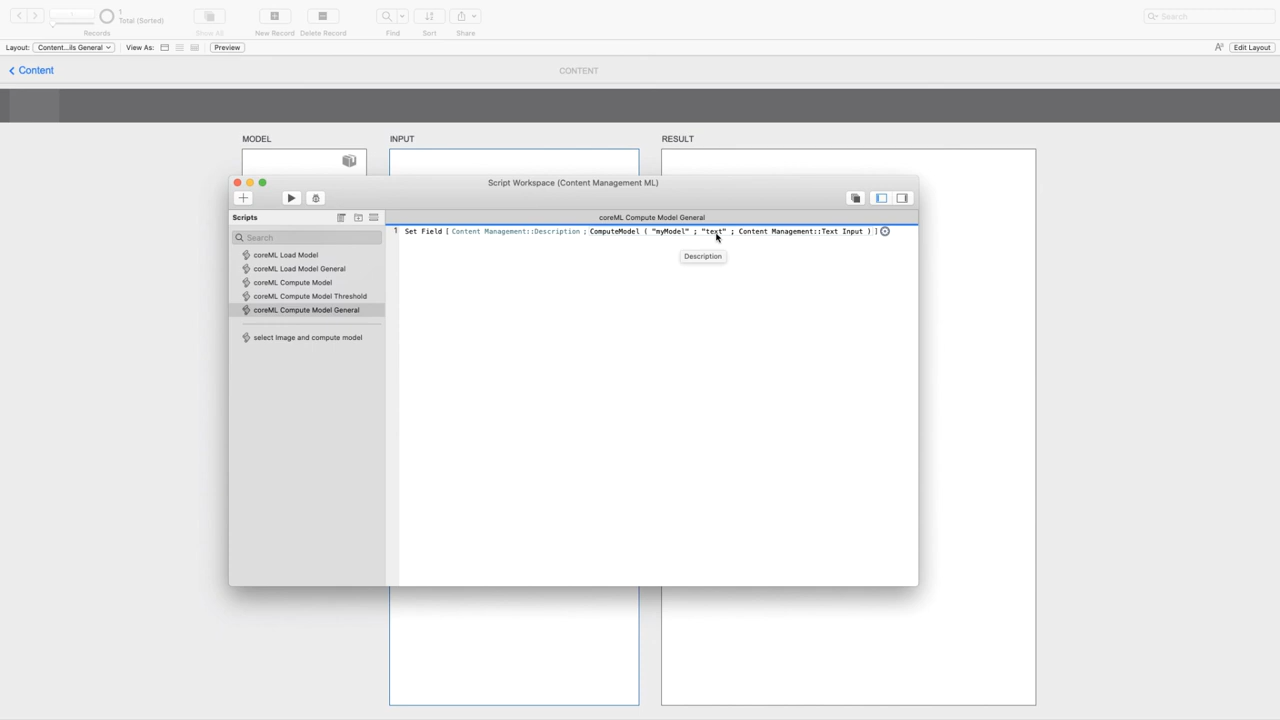 1
Total (Sorted)
Records
Show All
New Record
Delete Record
Find
Sort
Share
Search
Layout:
Content...ils General
View As:
Preview
Aa
Edit Layout
Content
CONTENT
MODEL
INPUT
RESULT
Script Workspace (Content Management ML)
Scripts
coreML Compute Model General
Search
1 Set Field [ Content Management::Description ; ComputeModel ( "myModel" ; "text" ; Content Management::Text Input ) ]
Description
coreML Load Model
coreML Load Model General
coreML Compute Model
coreML Compute Model Threshold
coreML Compute Model General
select image and compute model